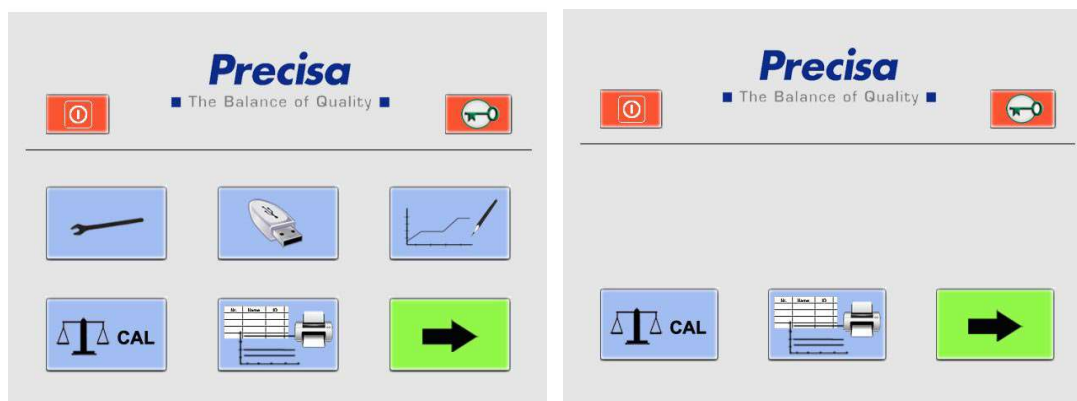 Precisa
The Balance of Quality
CAL
Nr. Name ID
Precisa
The Balance of Quality
CAL
Nr. Name ID